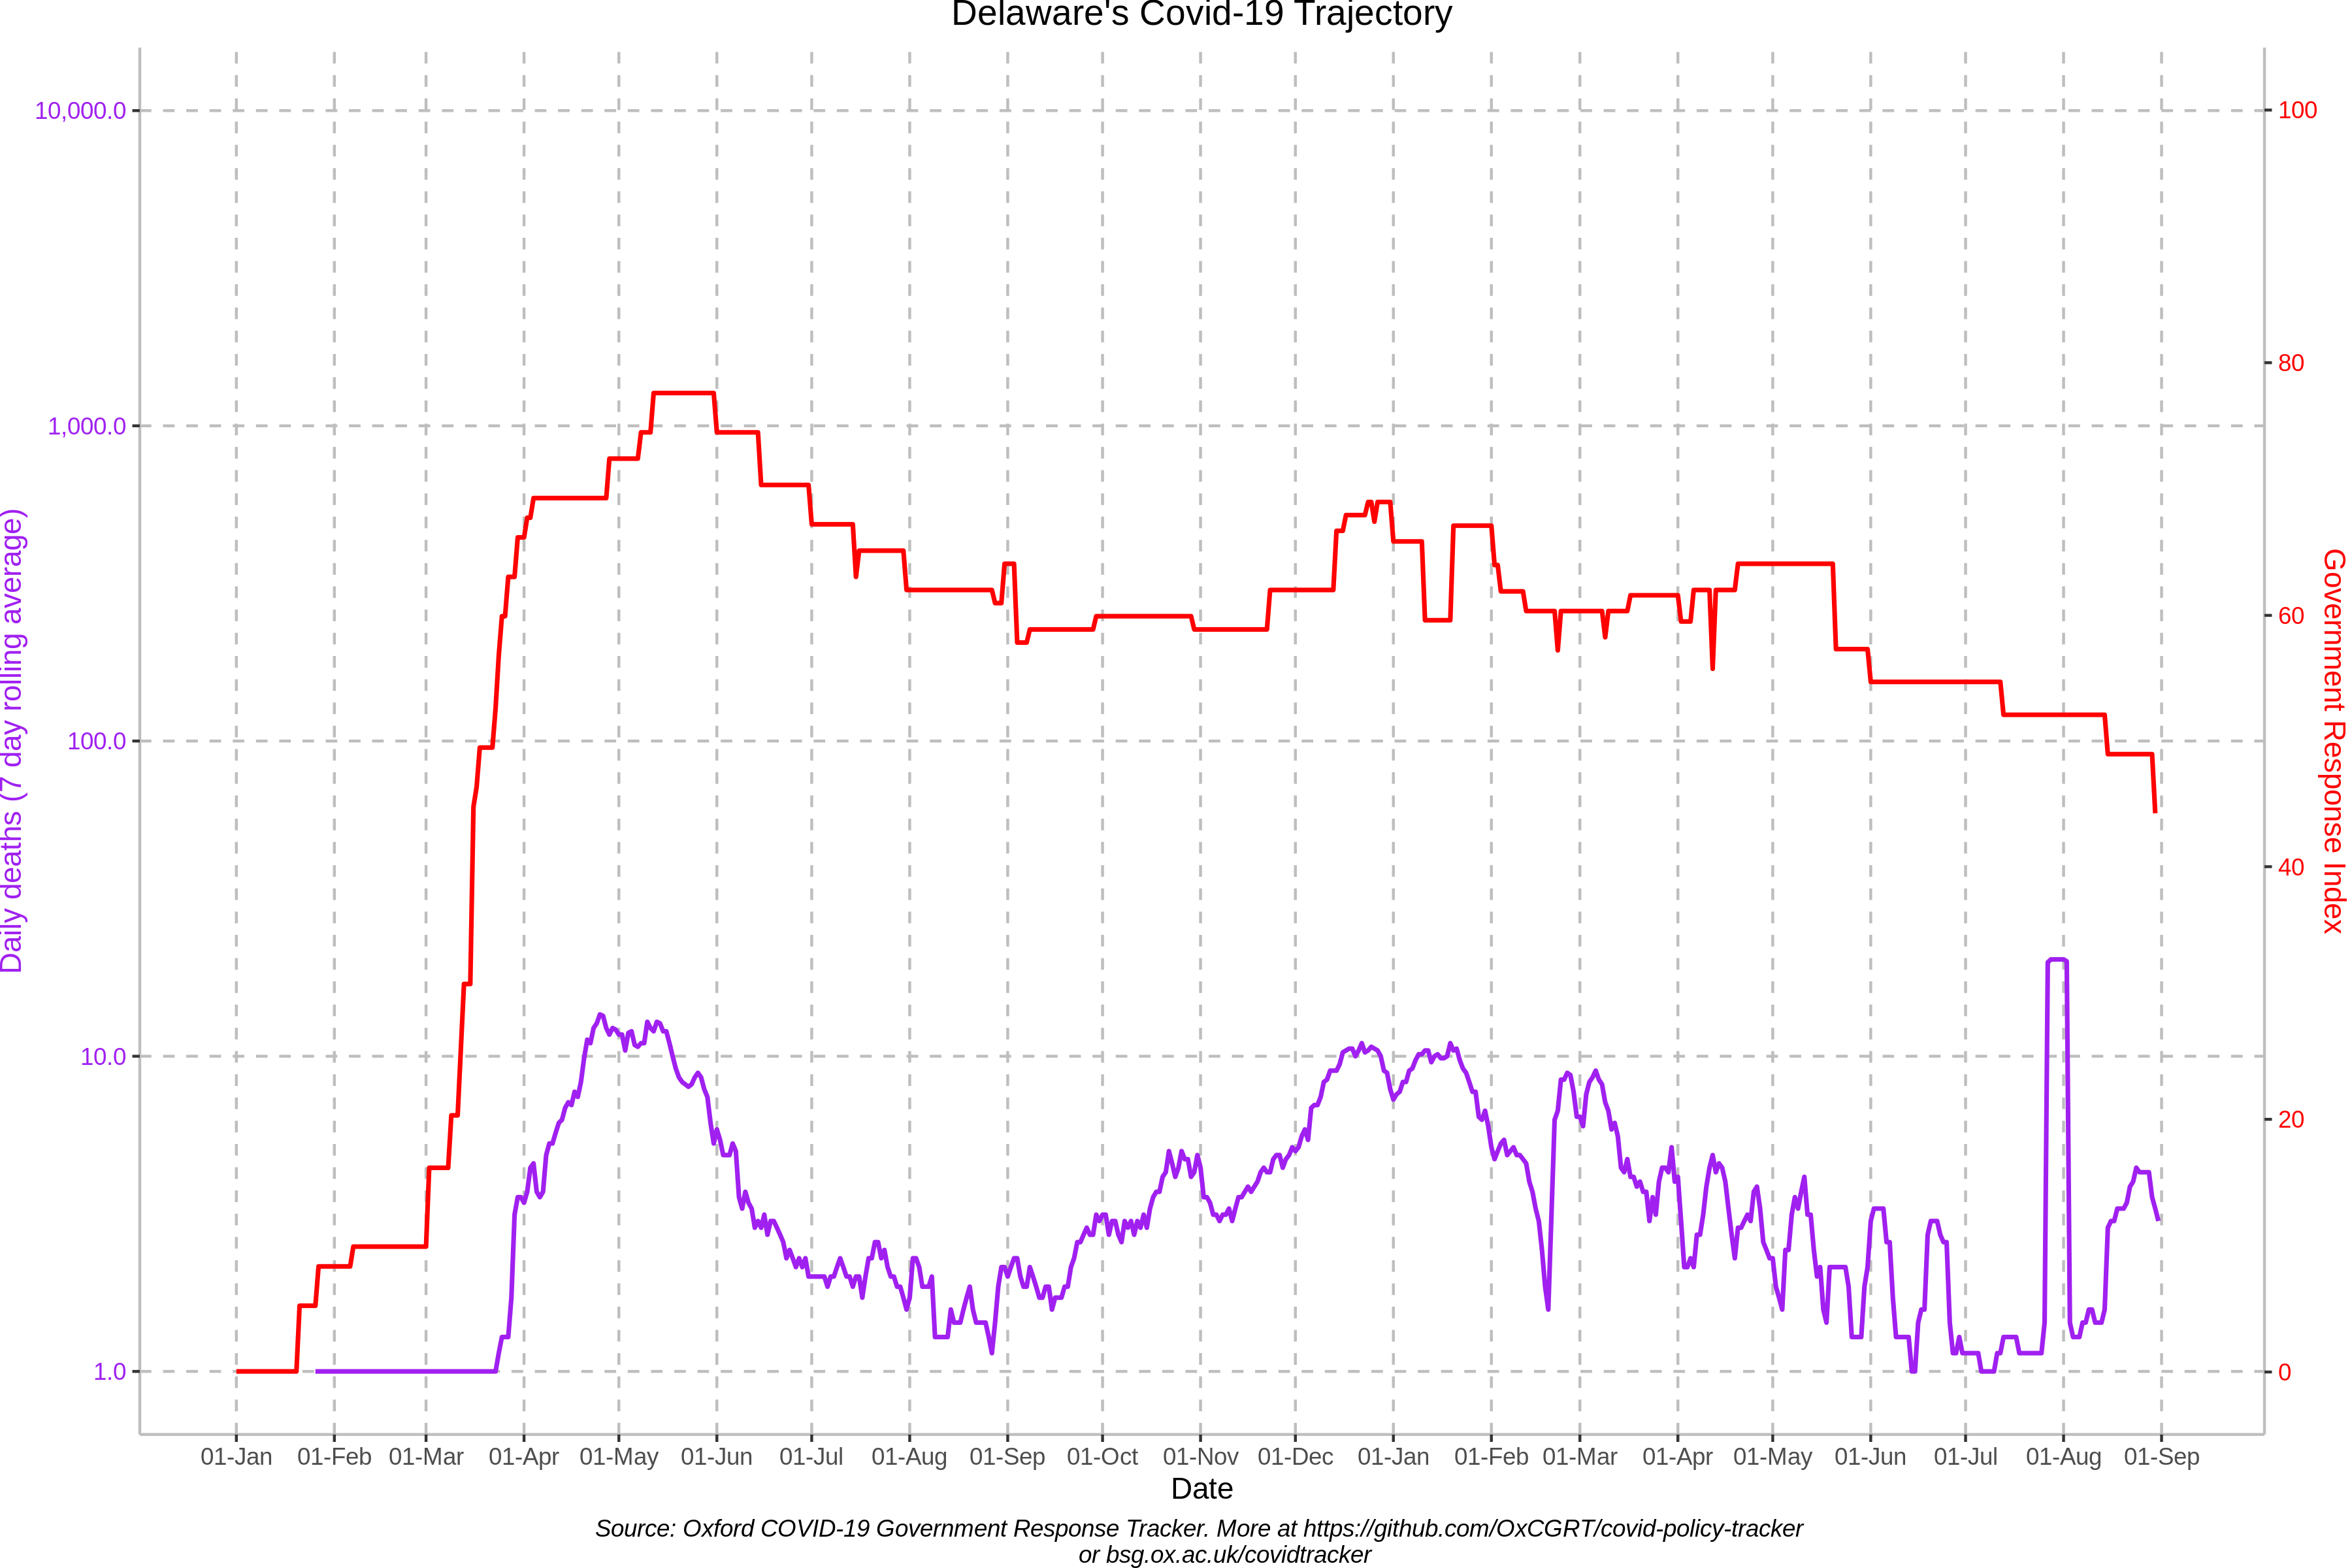 Delaware's Covid-19 Trajectory
10,000.0
1,000.0
100.0
10.0
1.0
Daily deaths (7 day rolling average)
100
80
60
40
20
0
Government Response Index
01-Jan 01-Feb 01-Mar 01-Apr 01-May 01-Jun 01-Jul 01-Aug 01-Sep 01-Oct 01-Nov 01-Dec 01-Jan 01-Feb 01-Mar 01-Apr 01-May 01-Jun 01-Jul 01-Aug 01-Sep
Date
Source: Oxford COVID-19 Government Response Tracker. More at https://github.com/OxCGRT/covid-policy-tracker
or bsg.ox.ac.uk/covidtracker